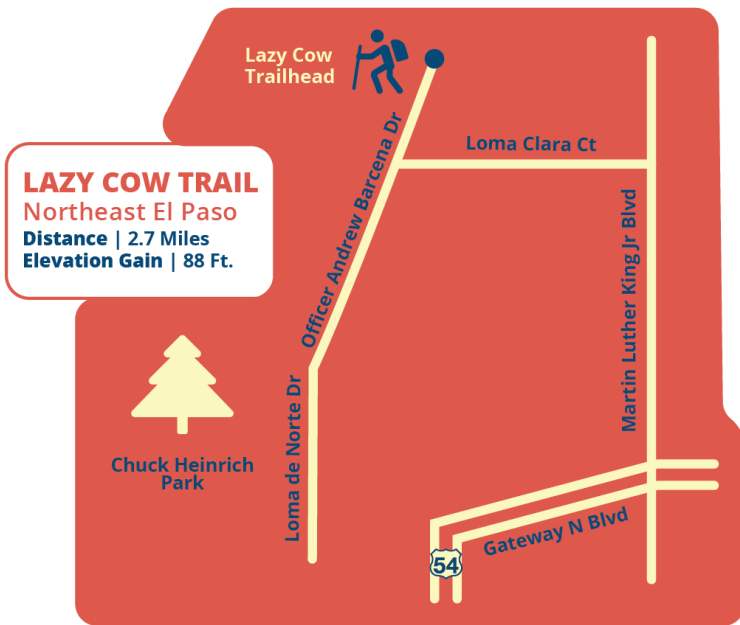 Lazy Cow
Trailhead
Loma Clara Ct
Officer Andrew Barcena Dr
LAZY COW TRAIL
Northeast El Paso
Distance | 2.7 Miles
Elevation Gain | 88 Ft.
Martin Luther King Jr Blvd
Loma de Norte Dr
Chuck Heinrich
Park
Gateway N Blvd
54